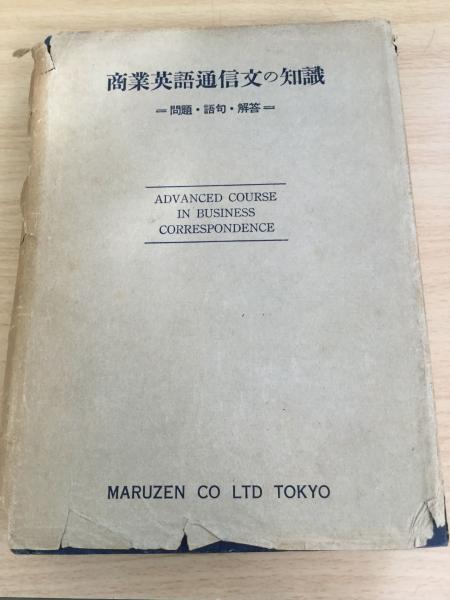 商業英語通信文の知識
=問題・語句・解答=
ADVANCED COURSE
IN BUSINESS
CORRESPONDENCE
MARUZEN CO LTD TOKYO